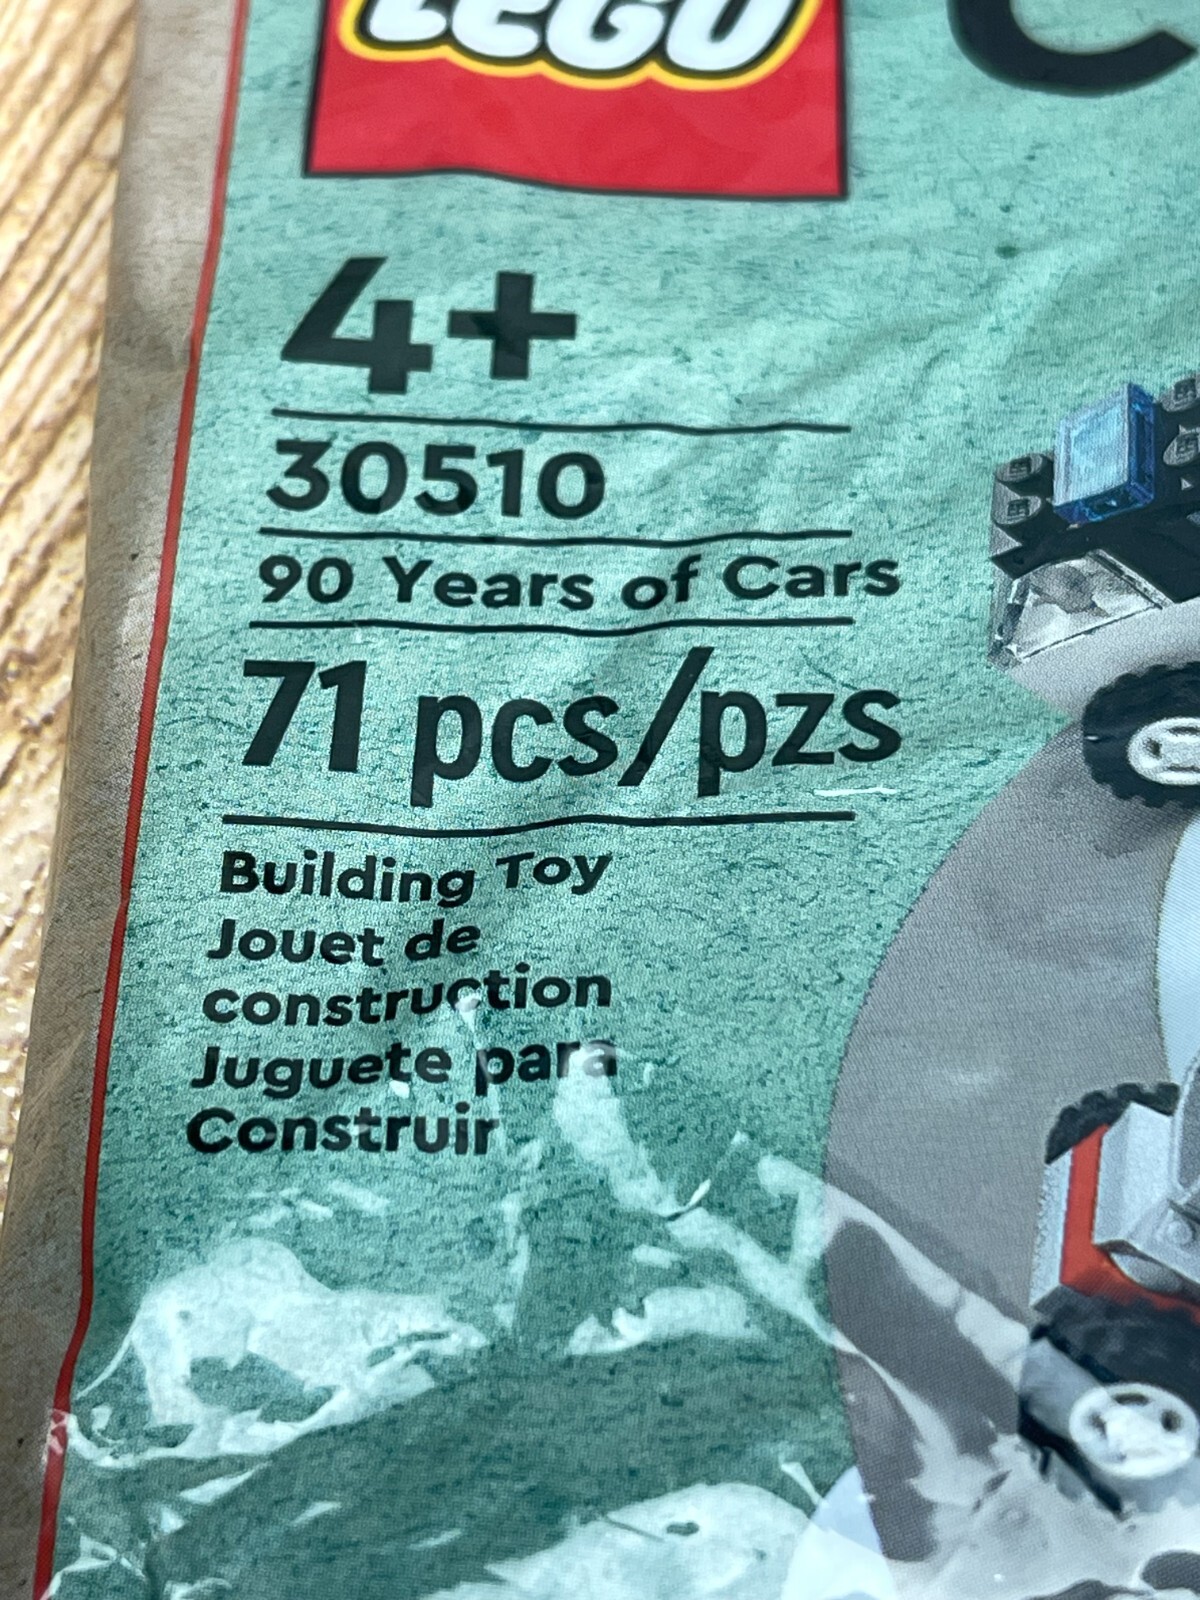 LEGO
4+
30510
90 Years of Cars
71 pcs/pzs
Building Toy
Jouet de
construction
Juguete para
Construir